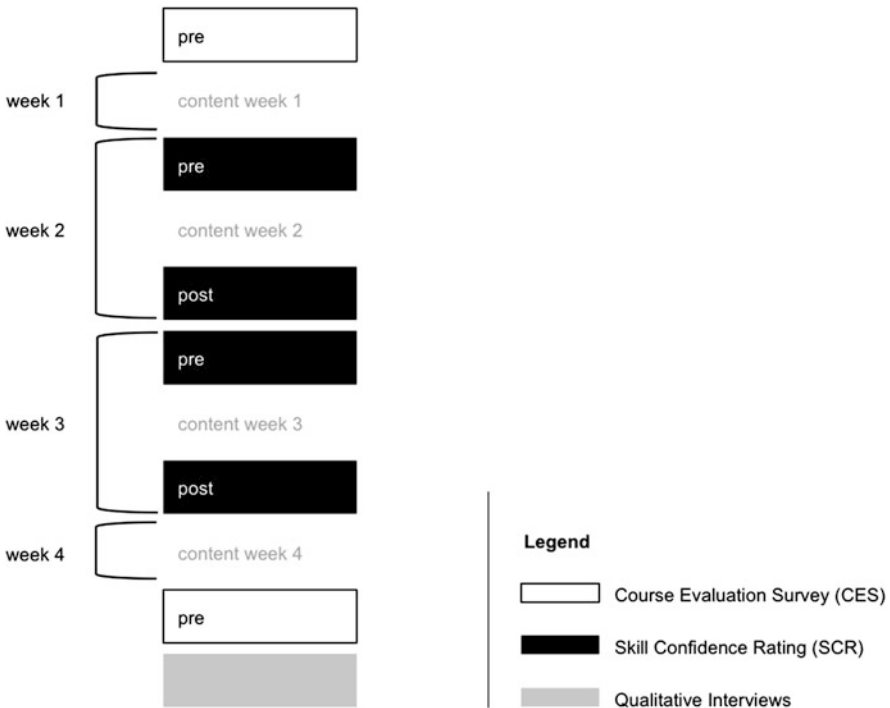 pre
week 1
content week 1
pre
week 2
content week 2
post
pre
week 3
content week 3
post
week 4
content week 4
pre
Legend
Course Evaluation Survey (CES)
Skill Confidence Rating (SCR)
Qualitative Interviews